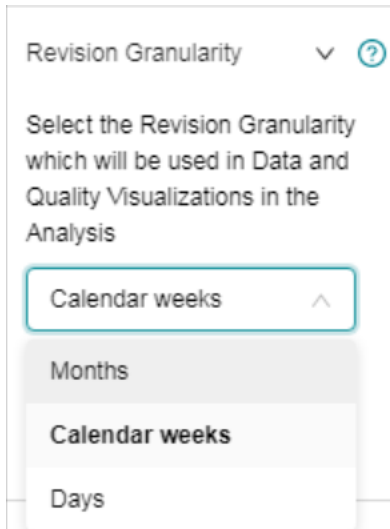 Revision Granularity
Select the Revision Granularity
which will be used in Data and
Quality Visualizations in the
Analysis
Calendar weeks
Months
Calendar weeks
Days